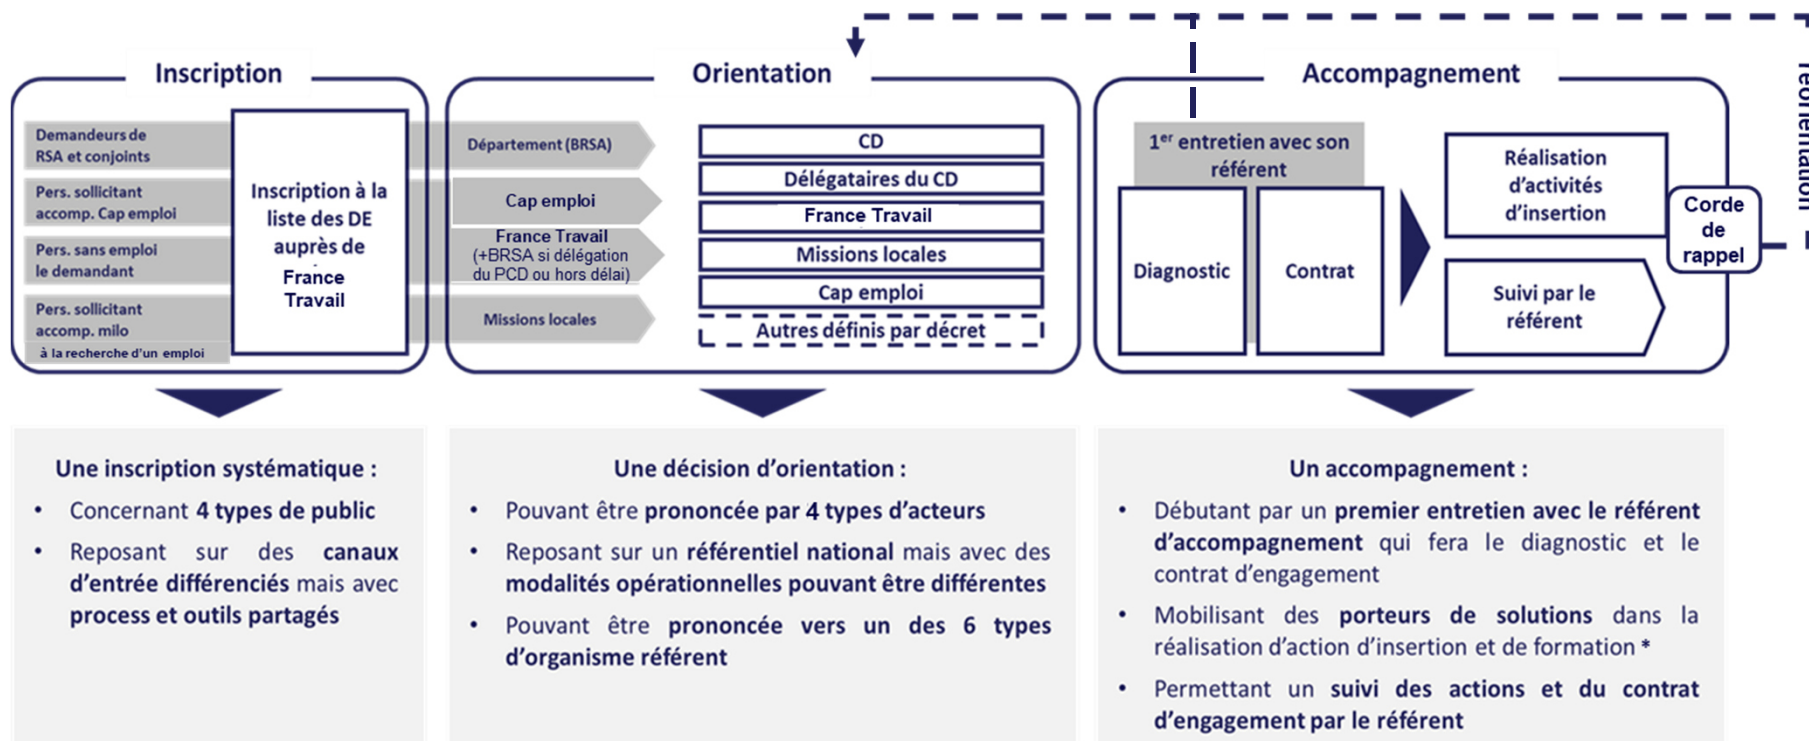 Inscription
Demandeurs de
RSA et conjoints
Pers. sollicitant
accomp. Cap emploi
Pers. sans emploi
le demandant
Pers. sollicitant
accomp. milo
à la recherche d'un emploi
Inscription à la
liste des DE
auprès de
France
Travail
Orientation
Département (BRSA)
Cap emploi
France Travail
(+BRSA si délégation
du PCD ou hors délai)
Missions locales
CD
Délégataires du CD
France Travail
Missions locales
Cap emploi
Autres définis par décret
Accompagnement
1er entretien avec son
référent
Diagnostic
Contrat
Réalisation
d'activités
d'insertion
Suivi par le
référent
Corde
de
rappel
réorientation
Une inscription systématique :
• Concernant 4 types de public
• Reposant sur des canaux
d'entrée différenciés mais avec
process et outils partagés
Une décision d'orientation :
• Pouvant être prononcée par 4 types d'acteurs
• Reposant sur un référentiel national mais avec des
modalités opérationnelles pouvant être différentes
• Pouvant être prononcée vers un des 6 types
d'organisme référent
Un accompagnement :
• Débutant par un premier entretien avec le référent
d'accompagnement qui fera le diagnostic et le
contrat d'engagement
• Mobilisant des porteurs de solutions dans la
réalisation d'action d'insertion et de formation *
• Permettant un suivi des actions et du contrat
d'engagement par le référent